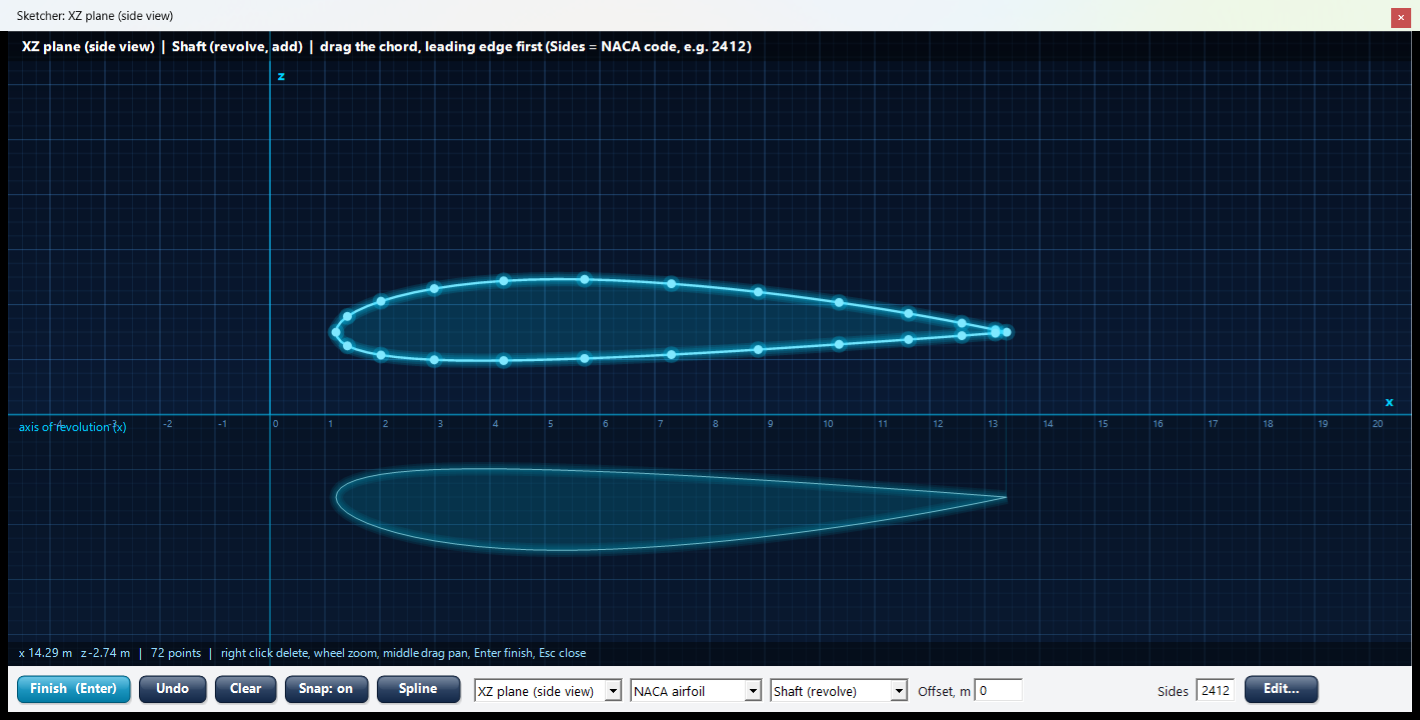 Sketcher: XZ plane (side view)
XZ plane (side view) | Shaft (revolve, add) | drag the chord, leading edge first (Sides = NACA code, e.g. 2412)
z
x
axis of revolution (x)
-4 -3 -2 -1 0 1 2 3 4 5 6 7 8 9 10 11 12 13 14 15 16 17 18 19 20
x 14.29 m z -2.74 m | 72 points | right click delete, wheel zoom, middle drag pan, Enter finish, Esc close
Finish (Enter) Undo Clear Snap: on Spline XZ plane (side view) NACA airfoil Shaft (revolve) Offset, m 0 Sides 2412 Edit...